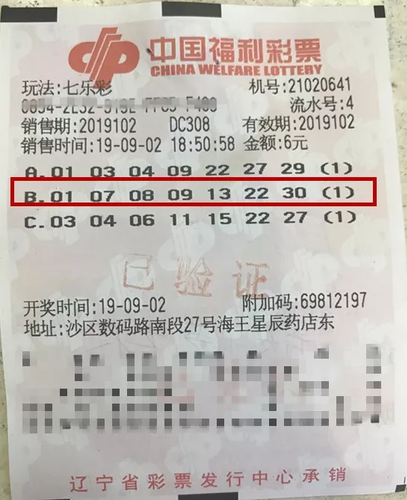 中国福利彩票
CHINA WELFARE LOTTERY
玩法:七乐彩 机号:21020641
流水号:4
销售期:2019102 DC308 有效期:2019102
销售时间:19-09-02 18:50:58 金额:6元
A.01 03 04 09 22 27 29 (1)
B.01 07 08 09 13 22 30 (1)
C.03 04 06 11 15 22 27 (1)
已验证
开奖时间:19-09-02 附加码:69812197
地址:沙区数码路南段27号海王星辰药店东
辽宁省彩票发行中心承销